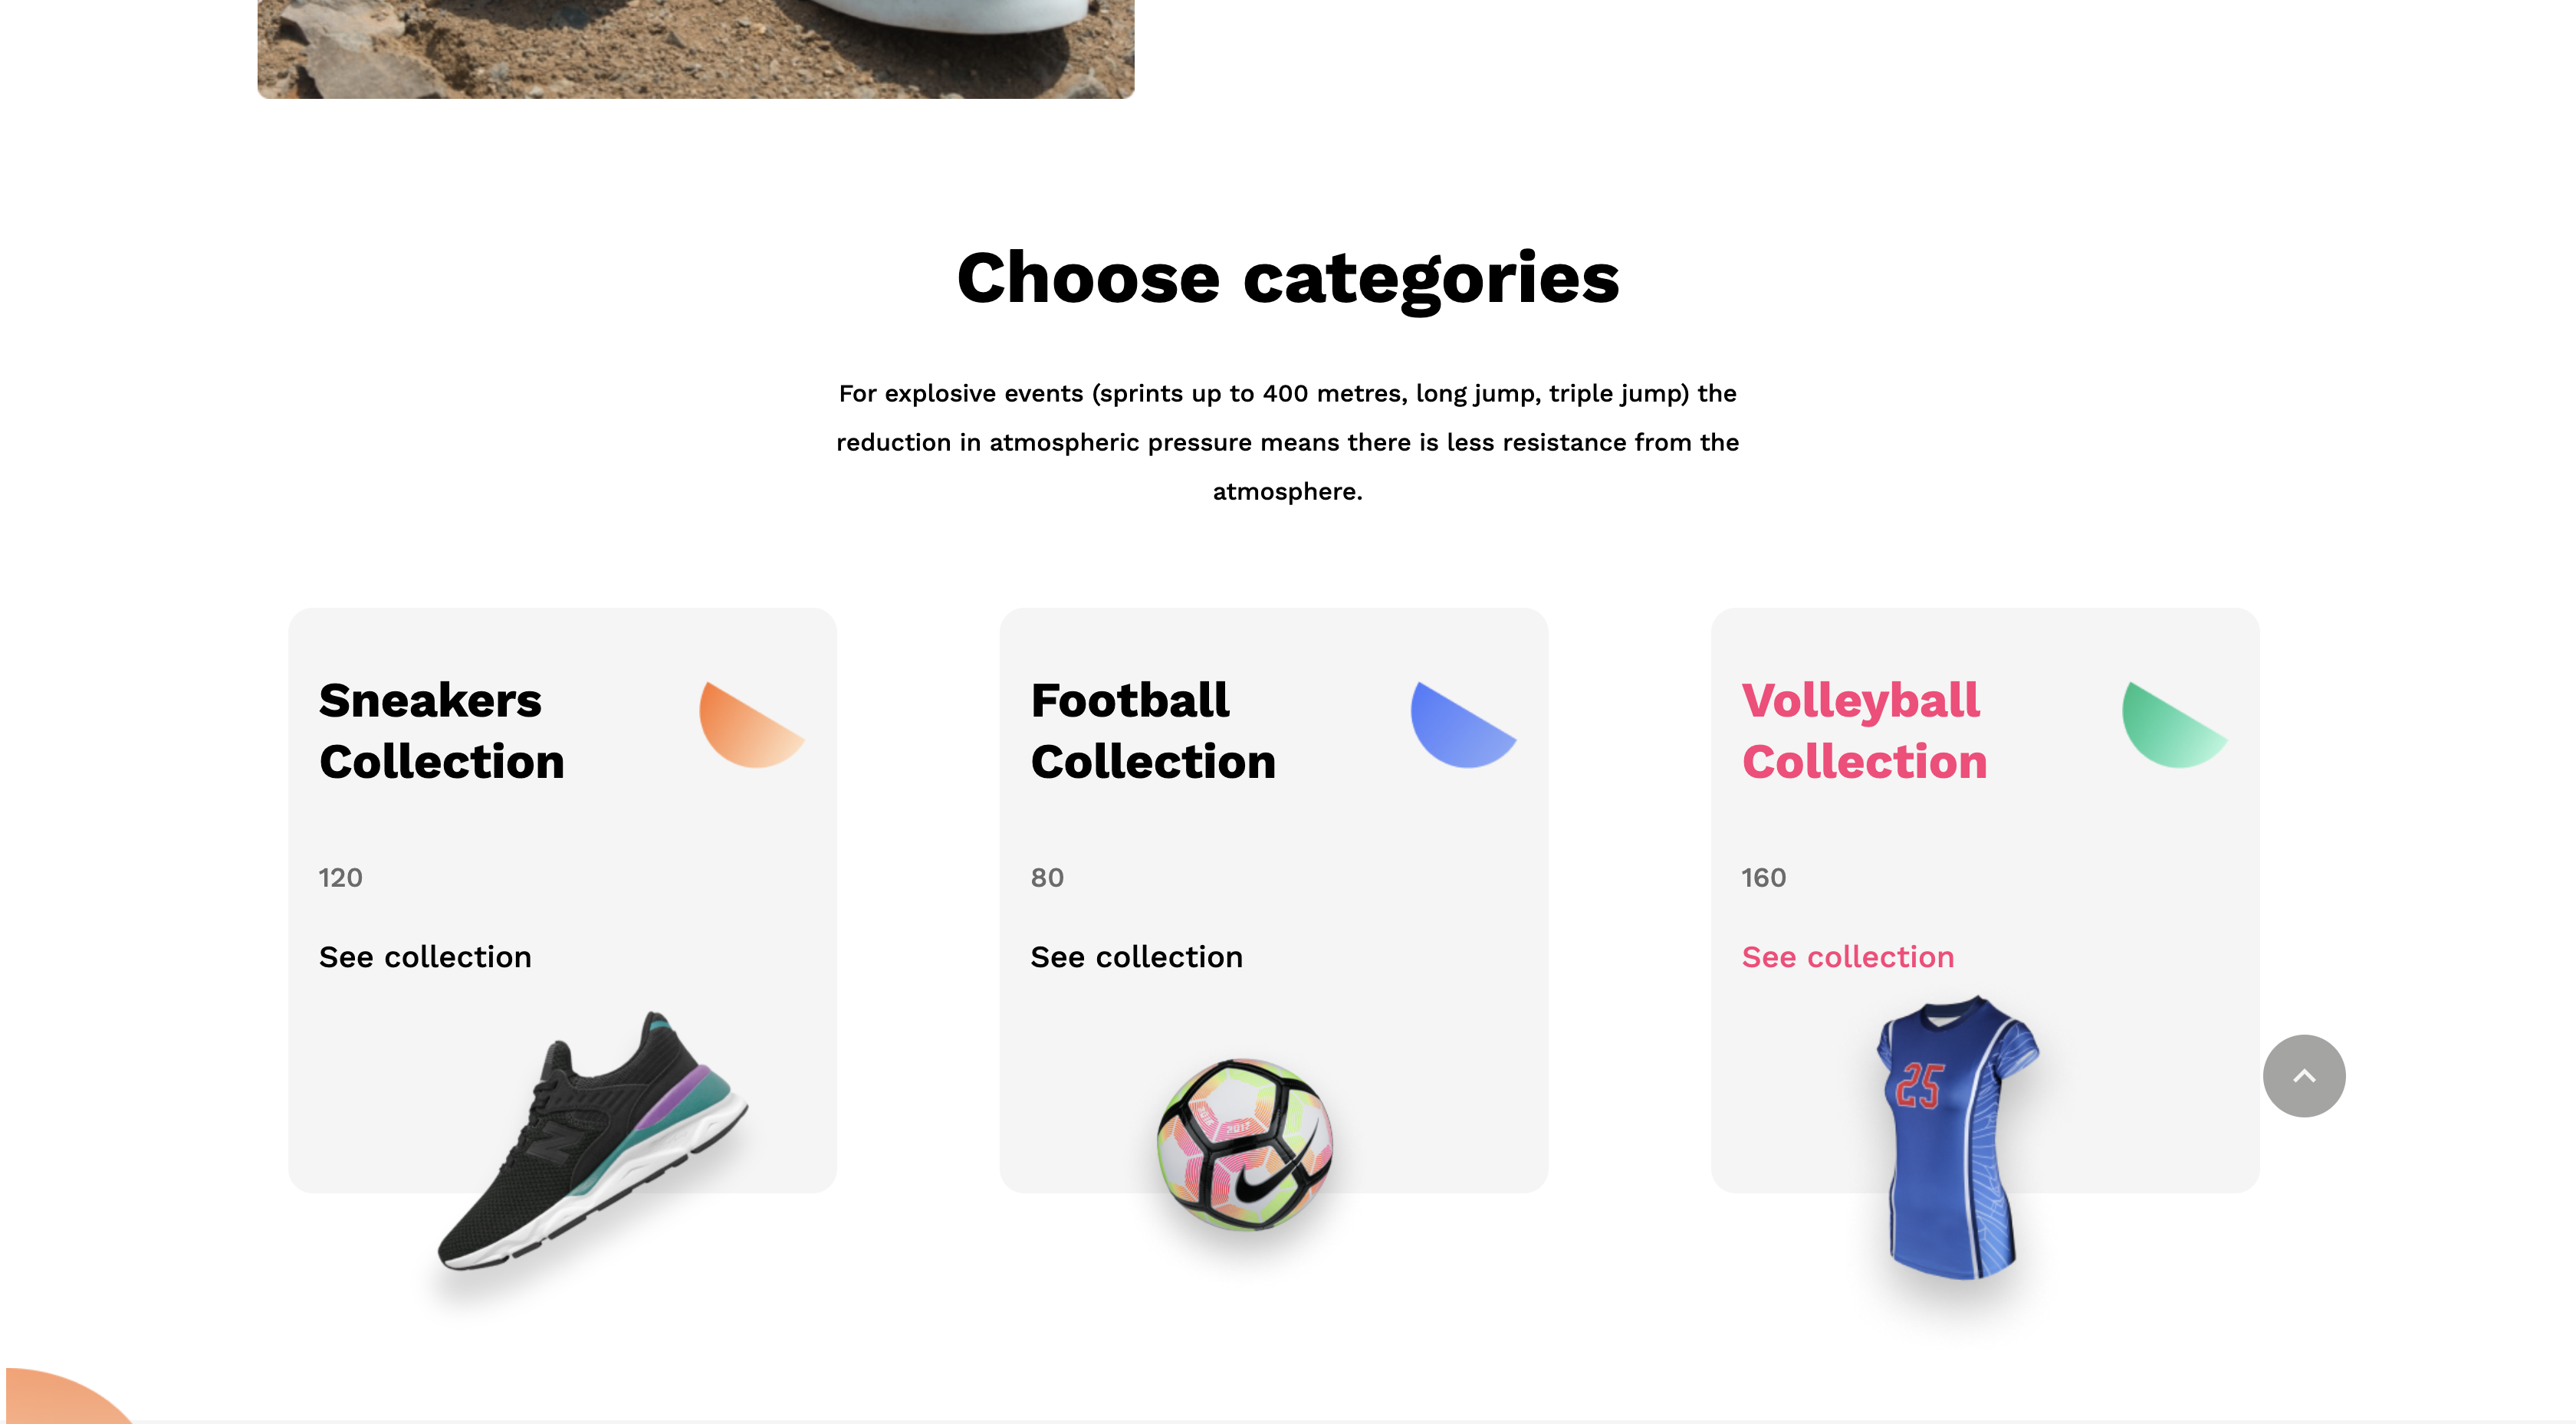 Choose categories
For explosive events (sprints up to 400 metres, long jump, triple jump) the
reduction in atmospheric pressure means there is less resistance from the
atmosphere.
Sneakers
Collection
120
See collection
N
Football
Collection
80
See collection
2017
Volleyball
Collection
160
See collection
25